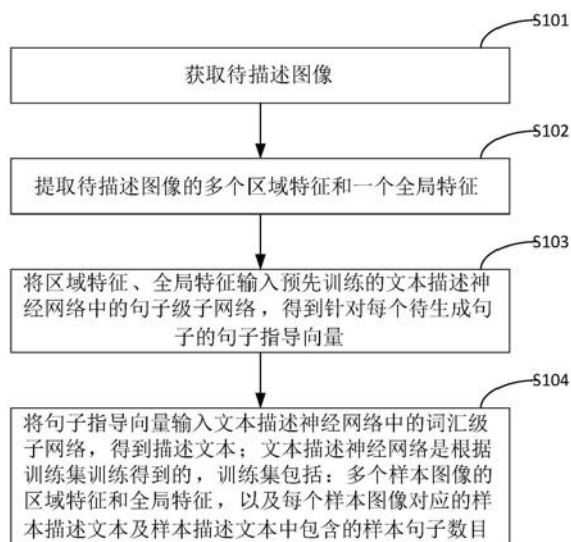 S101
获取待描述图像
S102
提取待描述图像的多个区域特征和一个全局特征
S103
将区域特征、全局特征输入预先训练的文本描述神
经网络中的句子级子网络，得到针对每个待生成句
子的句子指导向量
S104
将句子指导向量输入文本描述神经网络中的词汇级
子网络，得到描述文本；文本描述神经网络是根据
训练集训练得到的，训练集包括：多个样本图像的
区域特征和全局特征，以及每个样本图像对应的样
本描述文本及样本描述文本中包含的样本句子数目